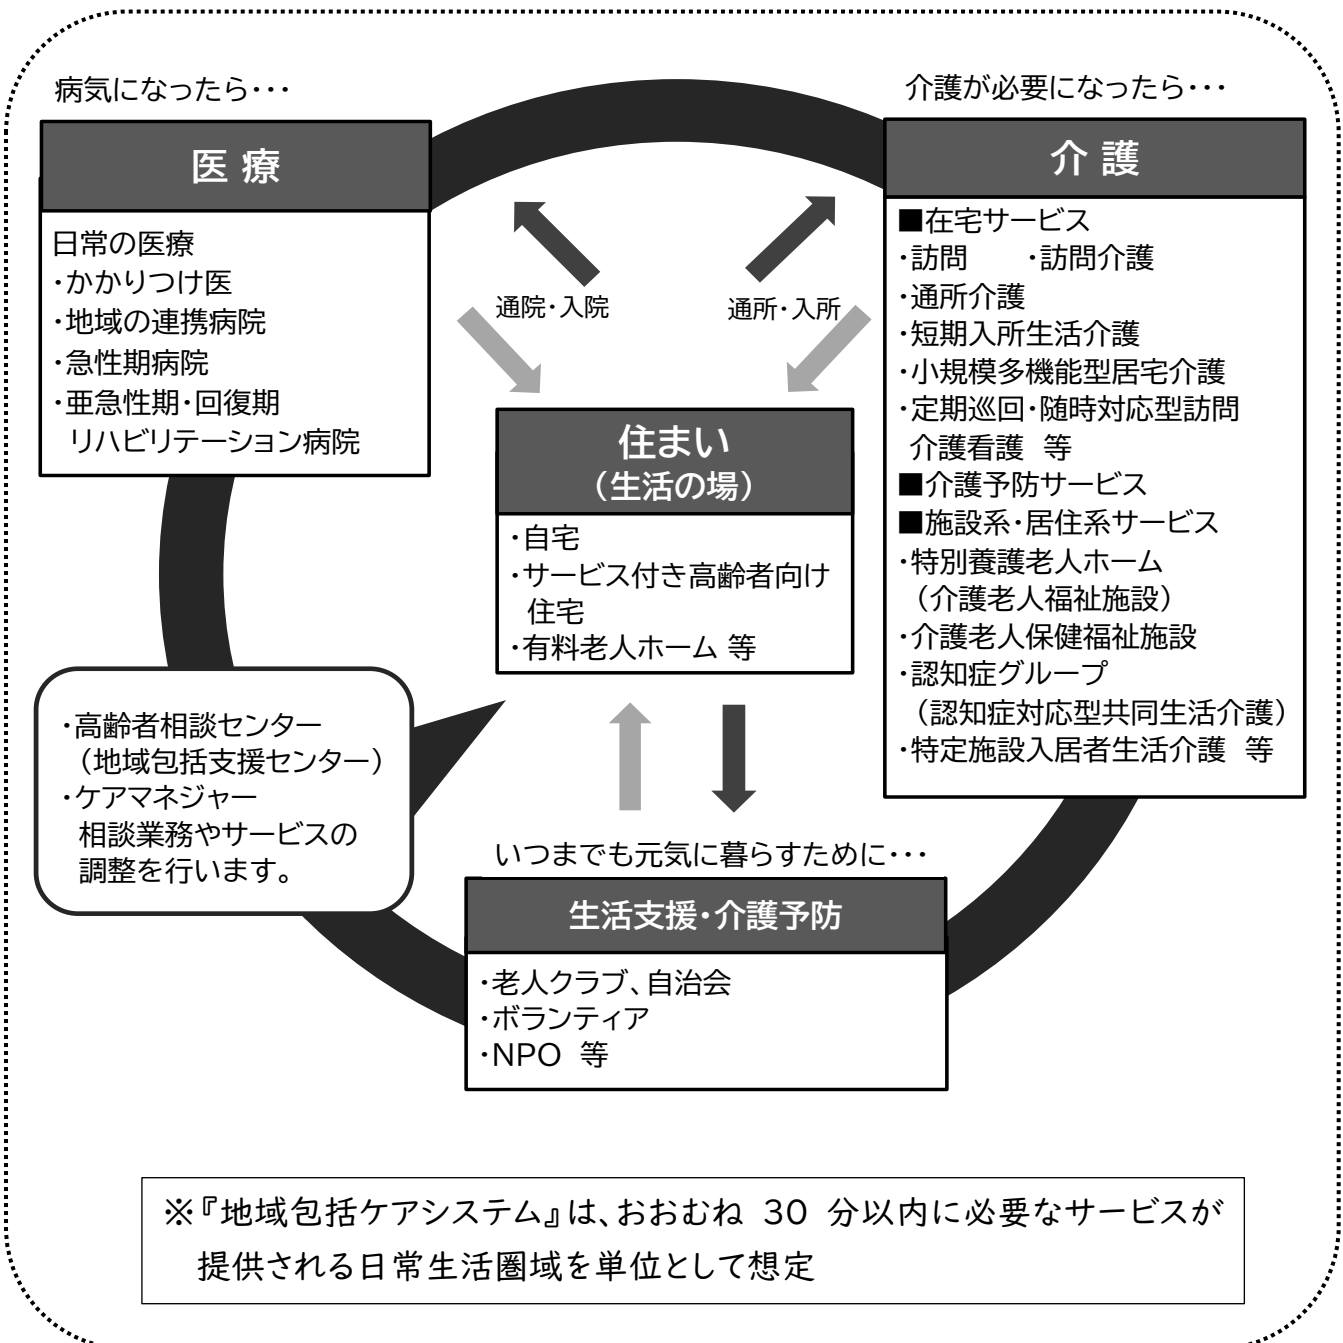 病気になったら・・・
医 療
日常の医療
・かかりつけ医
・地域の連携病院
・急性期病院
・亜急性期・回復期
リハビリテーション病院
介護が必要になったら・・・
介 護
■在宅サービス
・訪問　　・訪問介護
・通所介護
・短期入所生活介護
・小規模多機能型居宅介護
・定期巡回・随時対応型訪問
介護看護 等
■介護予防サービス
■施設系・居住系サービス
・特別養護老人ホーム
（介護老人福祉施設）
・介護老人保健福祉施設
・認知症グループ
（認知症対応型共同生活介護）
・特定施設入居者生活介護 等
通院・入院
通所・入所
住まい
（生活の場）
・自宅
・サービス付き高齢者向け
住宅
・有料老人ホーム 等
・高齢者相談センター
（地域包括支援センター）
・ケアマネジャー
相談業務やサービスの
調整を行います。
いつまでも元気に暮らすために・・・
生活支援・介護予防
・老人クラブ、自治会
・ボランティア
・NPO 等
※『地域包括ケアシステム』は、おおむね 30 分以内に必要なサービスが
提供される日常生活圏域を単位として想定